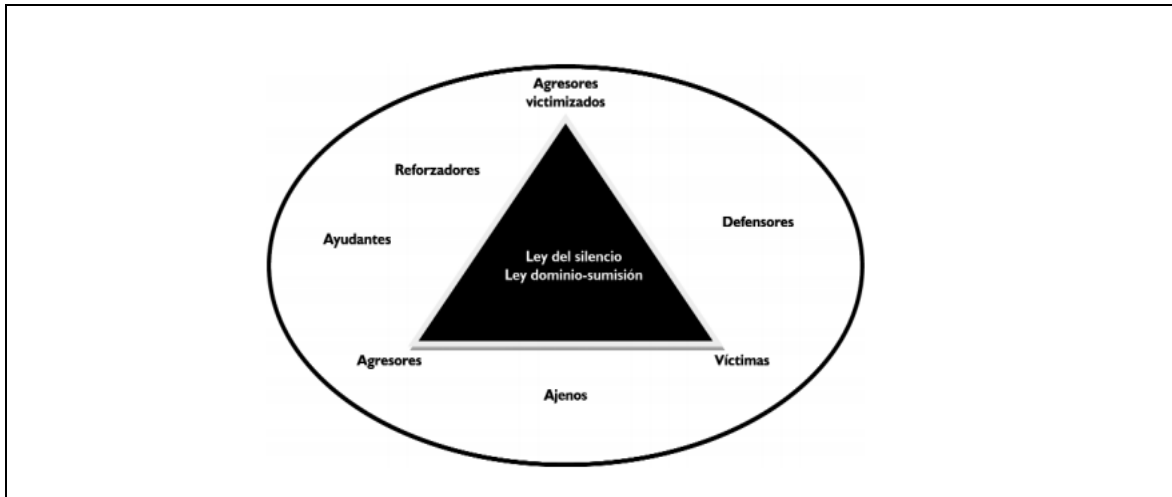 Agresores
victimizados
Reforzadores
Defensores
Ayudantes
Ley del silencio
Ley dominio-sumisión
Agresores
Víctimas
Ajenos